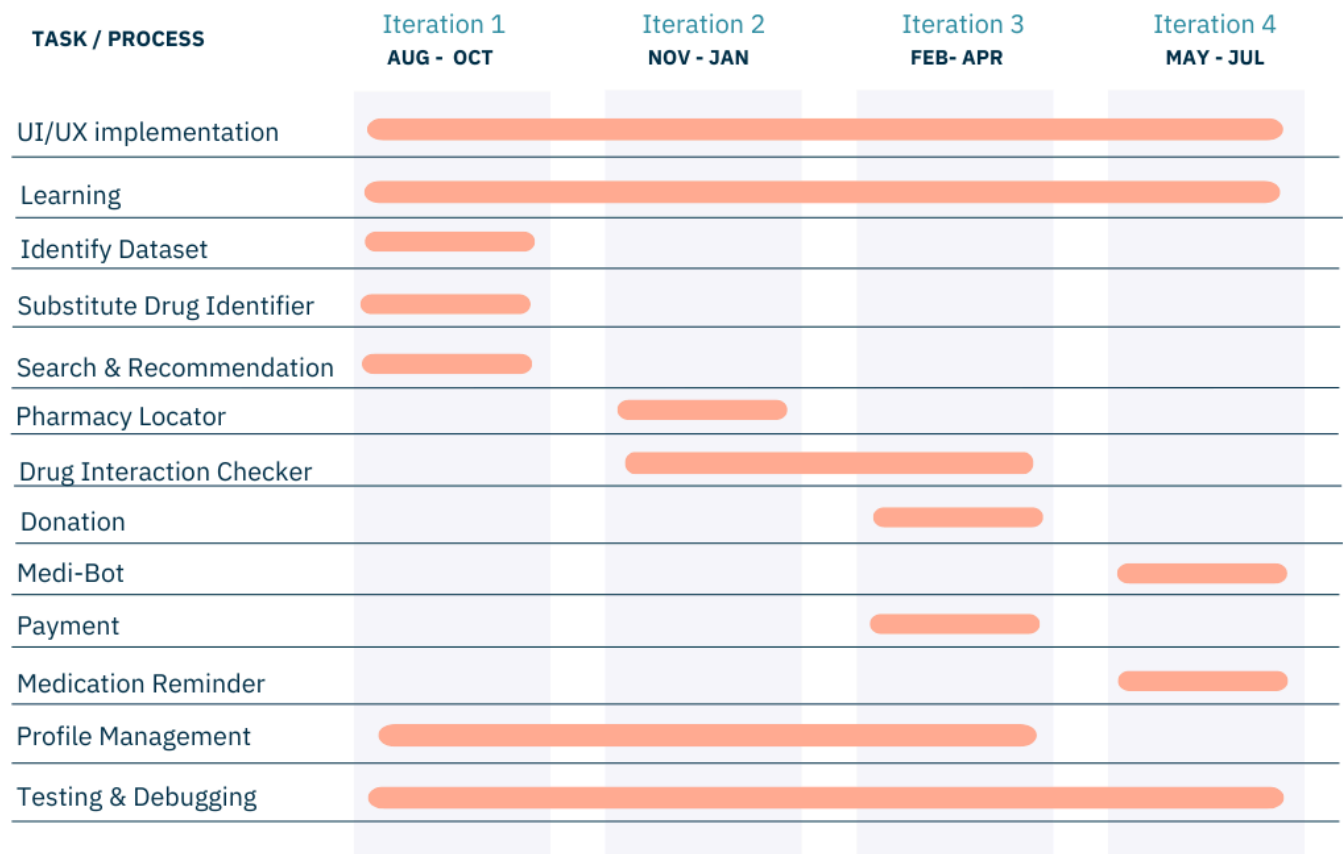 Iteration 1 Iteration 2 Iteration 3 Iteration 4
TASK / PROCESS
AUG - OCT NOV - JAN FEB- APR MAY - JUL
UI/UX implementation
Learning
Identify Dataset
Substitute Drug Identifier
Search & Recommendation
Pharmacy Locator
Drug Interaction Checker
Donation
Medi-Bot
Payment
Medication Reminder
Profile Management
Testing & Debugging